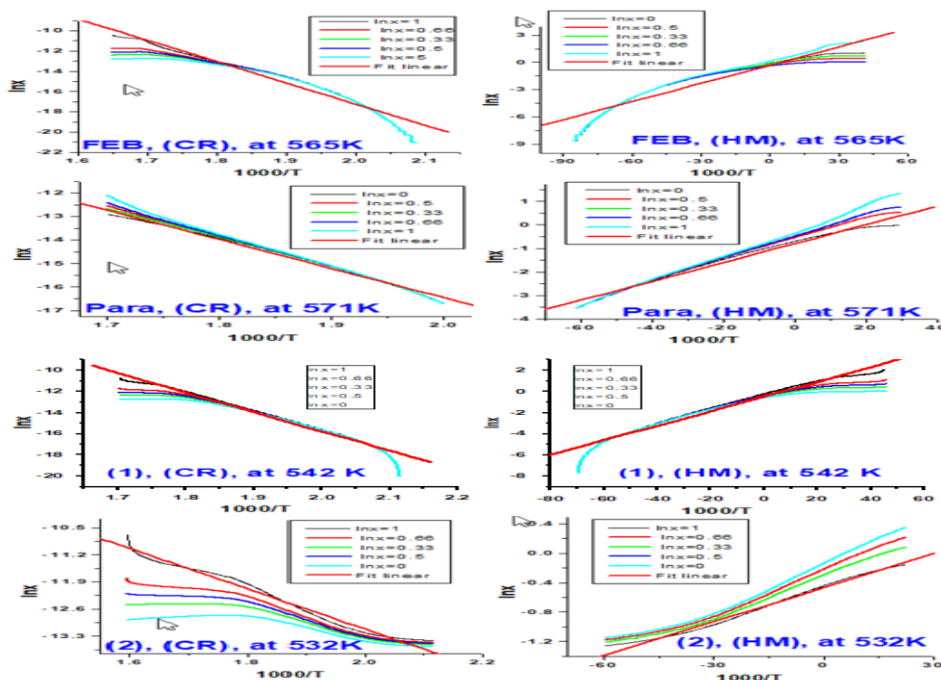 lnx=1
lnx=0.66
lnx=0.33
lnx=0.5
lnx=5
Fit linear
-10
-12
-14
-16
-18
-20
-22
lnx
FEB, (CR), at 565K
1.6
1.7
1.8
1.9
2.0
2.1
1000/T
lnx=0
lnx=0.5
lnx=0.33
lnx=0.66
lnx=1
Fit linear
3
0
-3
-6
-9
lnx
FEB, (HM), at 565K
-90
-60
-30
0
30
60
1000/T
lnx=0
lnx=0.5
lnx=0.33
lnx=0.66
lnx=1
Fit linear
-12
-13
-14
-15
-16
-17
lnx
Para, (CR), at 571K
1.7
1.8
1.9
2.0
1000/T
lnx=0
lnx=0.5
lnx=0.33
lnx=0.66
lnx=1
Fit linear
1
0
-1
-2
-3
-4
lnx
Para, (HM), at 571K
-60
-40
-20
0
20
40
1000/T
lnx=1
lnx=0.66
lnx=0.33
lnx=0.5
lnx=0
-10
-12
-14
-16
-18
-20
lnx
(1), (CR), at 542 K
1.7
1.8
1.9
2.0
2.1
2.2
1000/T
lnx=1
lnx=0.66
lnx=0.33
lnx=0.5
lnx=0
2
0
-2
-4
-6
-8
lnx
(1), (HM), at 542 K
-80
-60
-40
-20
0
20
40
60
1000/T
lnx=1
lnx=0.66
lnx=0.33
lnx=0.5
lnx=0
Fit linear
-10.5
-11.2
-11.9
-12.6
-13.3
lnx
(2), (CR), at 532K
1.6
1.8
2.0
2.2
1000/T
lnx=1
lnx=0.66
lnx=0.33
lnx=0.5
lnx=0
Fit linear
0.4
0.0
-0.4
-0.8
-1.2
lnx
(2), (HM), at 532K
-60
-30
0
30
1000/T